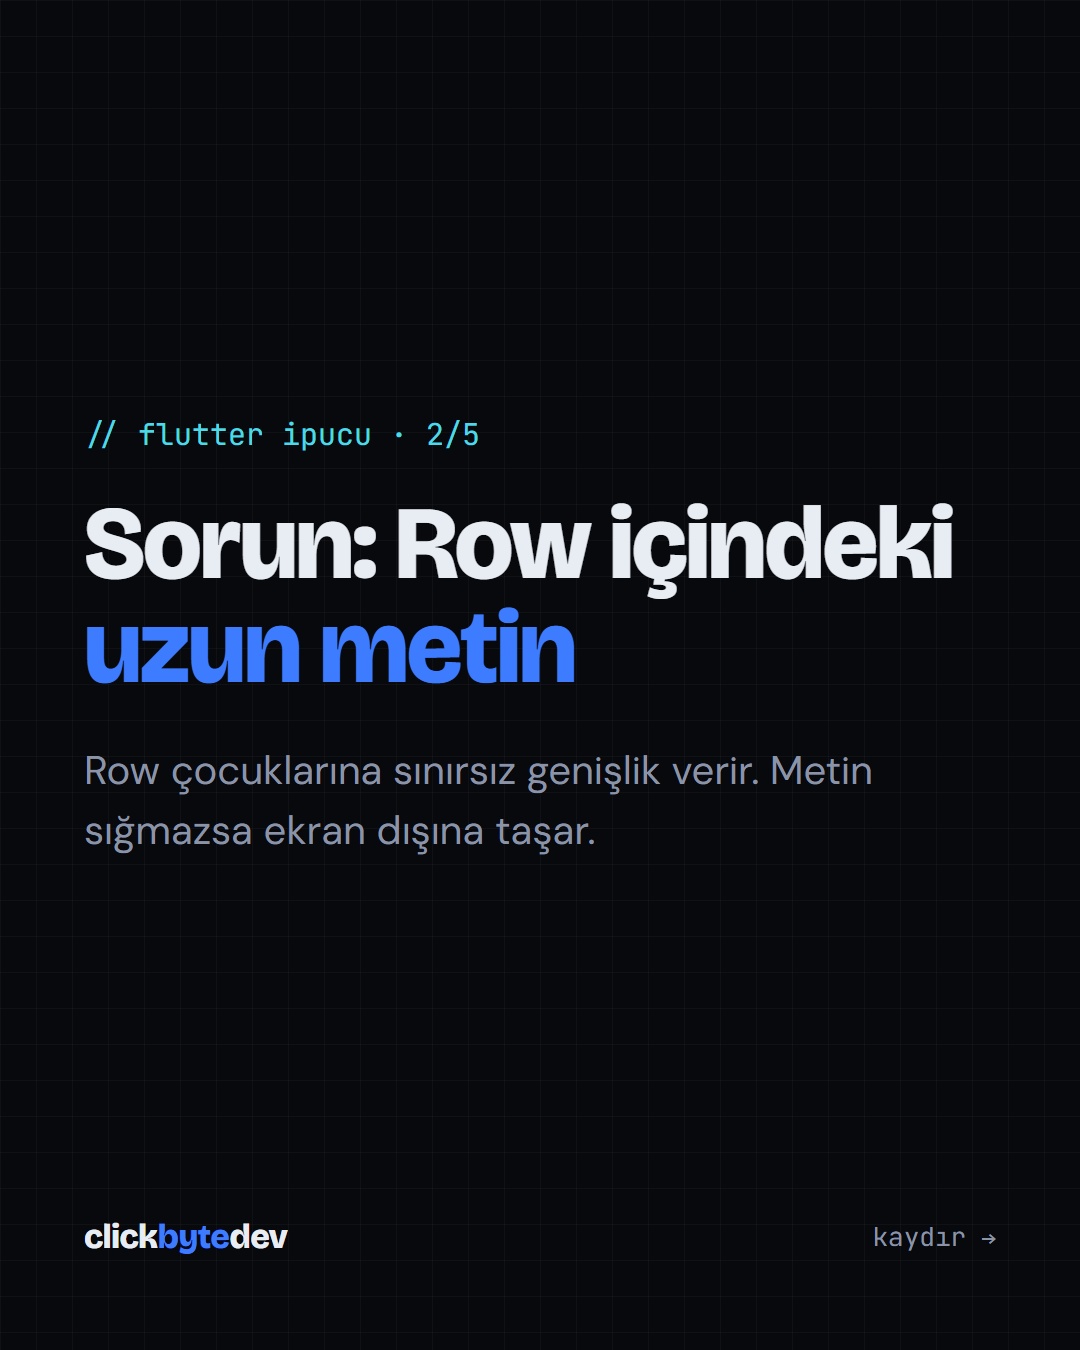 // flutter ipucu · 2/5
Sorun: Row içindeki
uzun metin
Row çocuklarına sınırsız genişlik verir. Metin
sığmazsa ekran dışına taşar.
clickbytedev
kaydır →